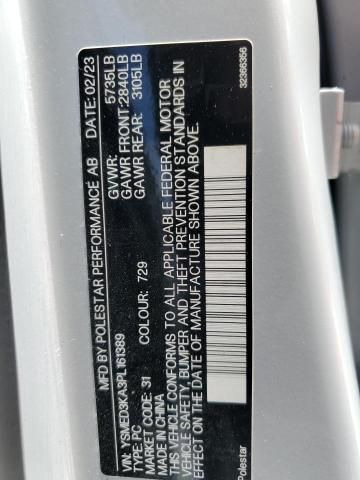 MFD BY POLESTAR PERFORMANCE AB DATE: 02/23
GVWR: 5735LB
GAWR FRONT:2840LB
GAWR REAR: 3105LB
VIN: YSMED3KA3PL161389
TYPE: PC
MARKET CODE: 31 COLOUR: 729
MADE IN CHINA
THIS VEHICLE CONFORMS TO ALL APPLICABLE FEDERAL MOTOR
VEHICLE SAFETY, BUMPER AND THEFT PREVENTION STANDARDS IN
EFFECT ON THE DATE OF MANUFACTURE SHOWN ABOVE.
Polestar
32366356